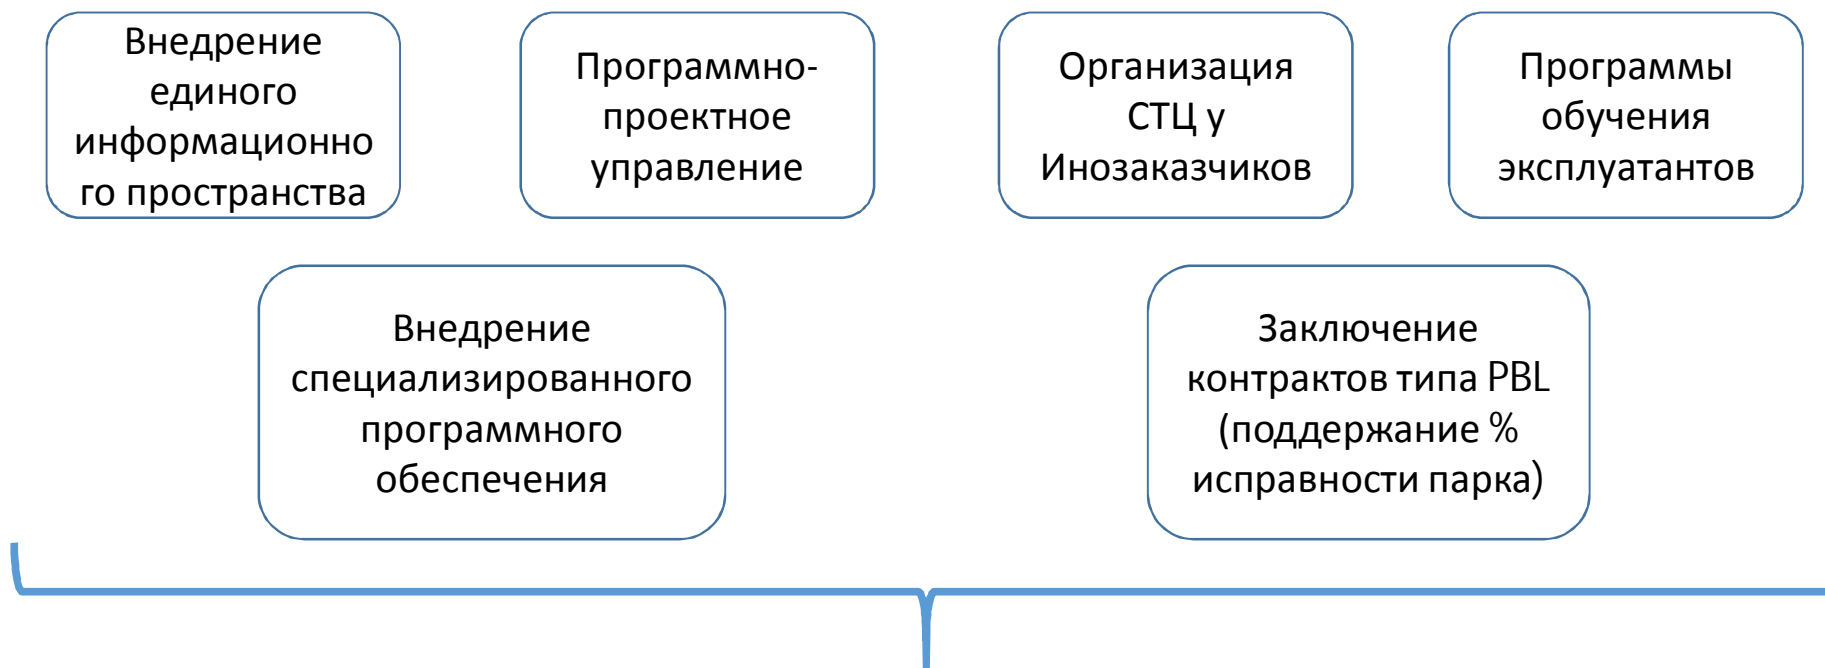 Внедрение
единого
информационно
го пространства
Программно-
проектное
управление
Организация
СТЦ у
Инозаказчиков
Программы
обучения
эксплуатантов
Внедрение
специализированного
программного
обеспечения
Заключение
контрактов типа PBL
(поддержание %
исправности парка)